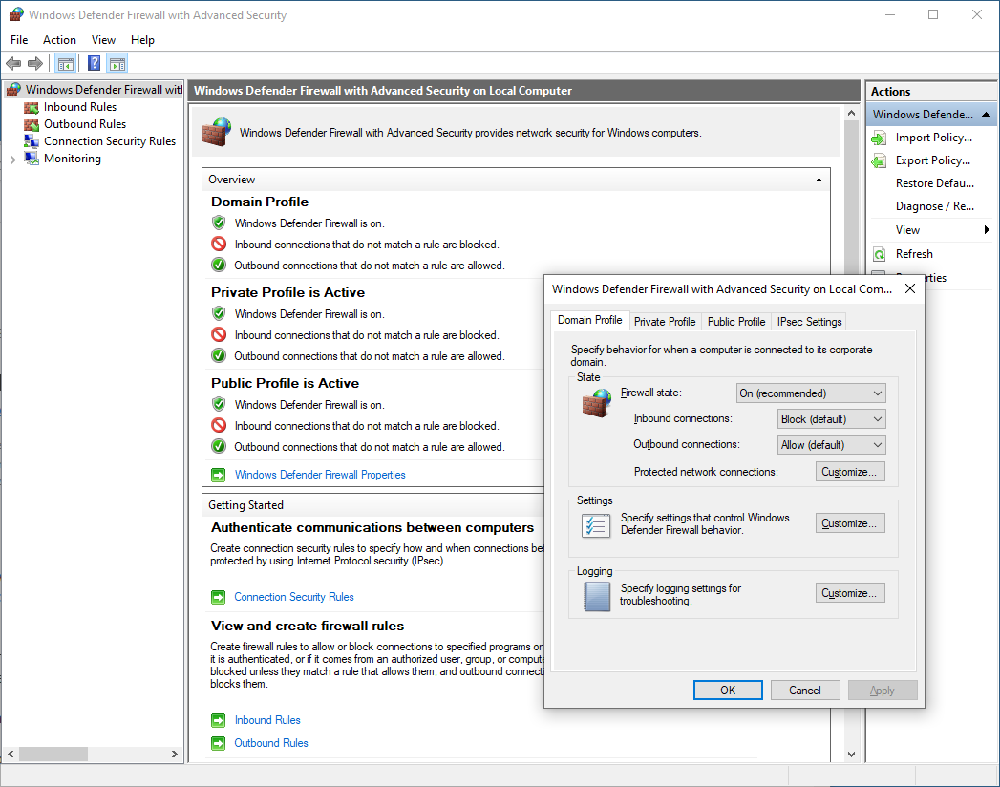 Windows Defender Firewall with Advanced Security
File Action View Help
Windows Defender Firewall with
Inbound Rules
Outbound Rules
Connection Security Rules
Monitoring
Windows Defender Firewall with Advanced Security on Local Computer
Windows Defender Firewall with Advanced Security provides network security for Windows computers.
Overview
Domain Profile
Windows Defender Firewall is on.
Inbound connections that do not match a rule are blocked.
Outbound connections that do not match a rule are allowed.
Private Profile is Active
Windows Defender Firewall is on.
Inbound connections that do not match a rule are blocked.
Outbound connections that do not match a rule are allowed.
Public Profile is Active
Windows Defender Firewall is on.
Inbound connections that do not match a rule are blocked.
Outbound connections that do not match a rule are allowed.
Windows Defender Firewall Properties
Getting Started
Authenticate communications between computers
Create connection security rules to specify how and when connections be
protected by using Internet Protocol security (IPsec).
Connection Security Rules
View and create firewall rules
Create firewall rules to allow or block connections to specified programs or
it is authenticated, or if it comes from an authorized user, group, or compute
blocked unless they match a rule that allows them, and outbound connecti
blocks them.
Inbound Rules
Outbound Rules
Actions
Windows Defende...
Import Policy...
Export Policy...
Restore Defau...
Diagnose / Re...
View
Refresh
erties
Windows Defender Firewall with Advanced Security on Local Com...
Domain Profile Private Profile Public Profile IPsec Settings
Specify behavior for when a computer is connected to its corporate
domain.
State
Firewall state: On (recommended)
Inbound connections: Block (default)
Outbound connections: Allow (default)
Protected network connections: Customize...
Settings
Specify settings that control Windows
Defender Firewall behavior.
Customize...
Logging
Specify logging settings for
troubleshooting.
Customize...
OK Cancel Apply